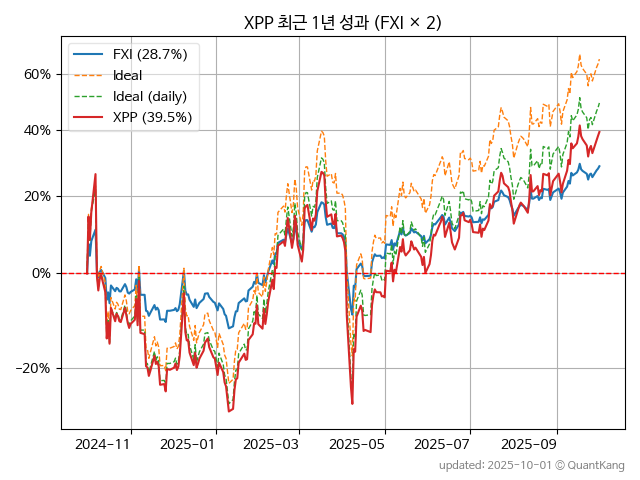 XPP 최근 1년 성과 (FXI × 2)
FXI (28.7%)
Ideal
Ideal (daily)
XPP (39.5%)
60%
40%
20%
0%
−20%
2024-11
2025-01
2025-03
2025-05
2025-07
2025-09
updated: 2025-10-01 © QuantKang